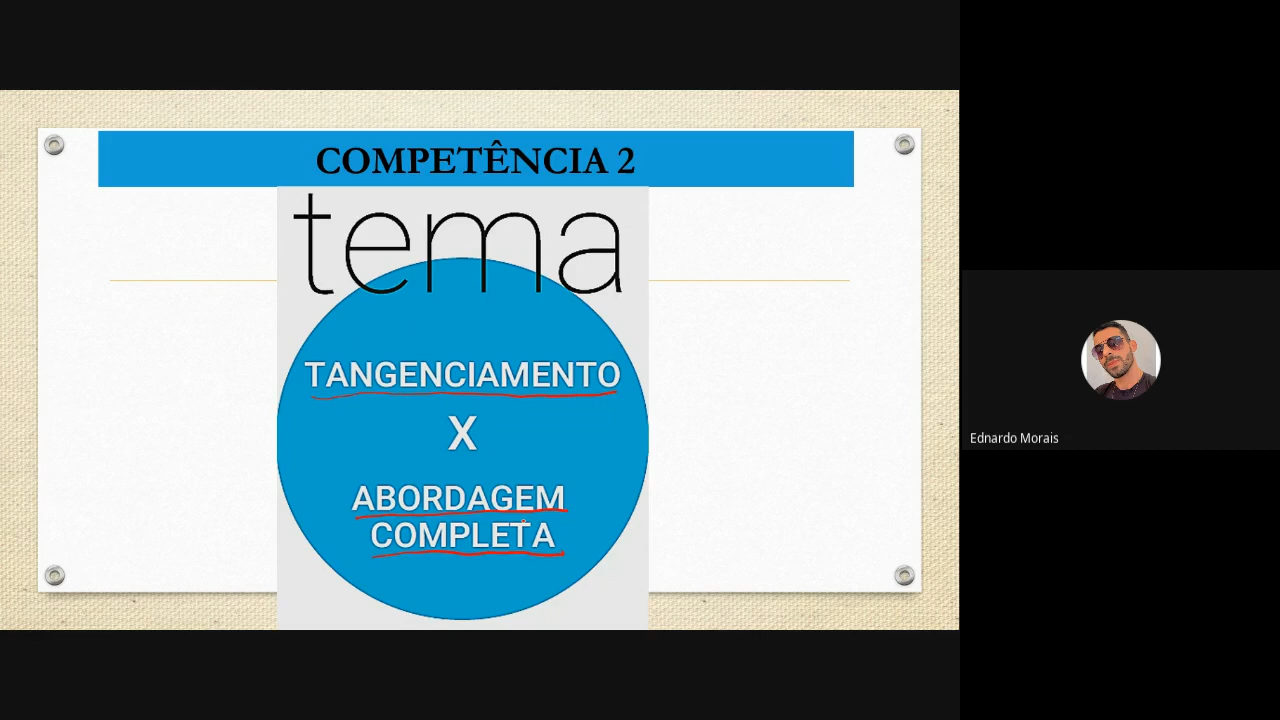 COMPETÊNCIA 2
tema
TANGENCIAMENTO
X
ABORDAGEM
COMPLETA
Ednardo Morais